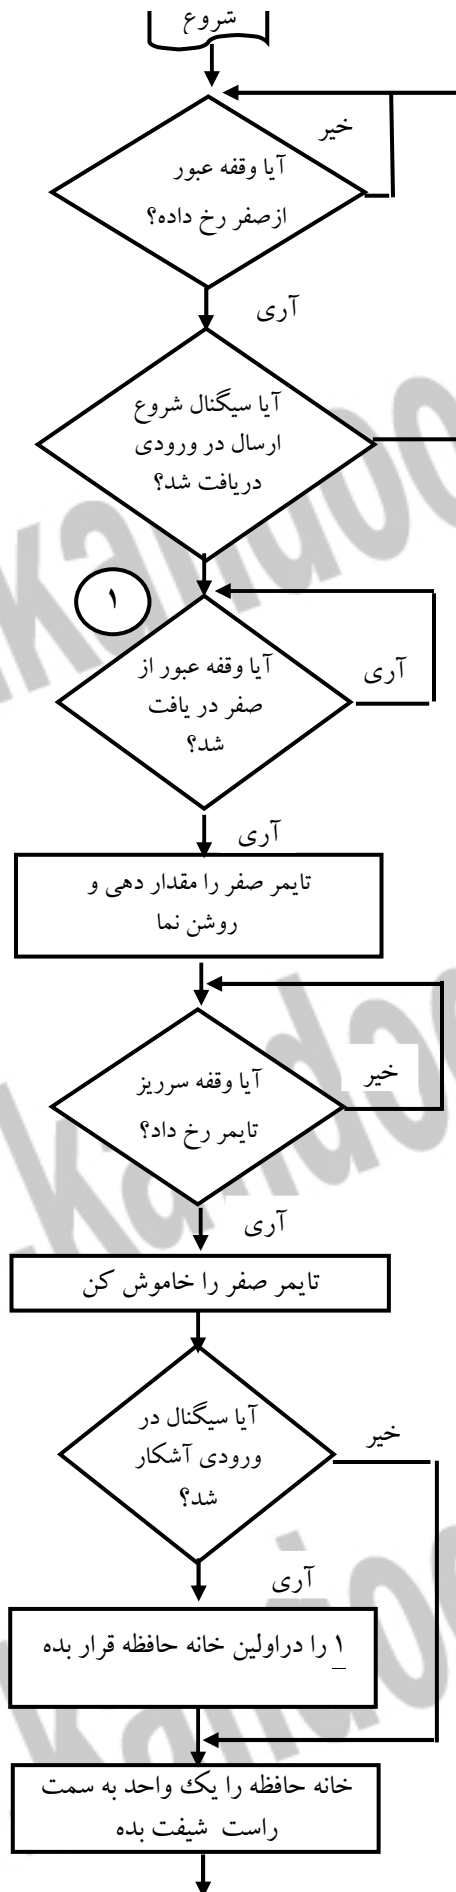 شروع
خیر
آیا وقفه عبور
ازصفر رخ داده؟
آری
آیا سیگنال شروع
ارسال در ورودی
دریافت شد؟
۱
آیا وقفه عبور از
صفر در یافت
شد؟
آری
آری
تایمر صفر را مقدار دهی و
روشن نما
آیا وقفه سرریز
تایمر رخ داد؟
خیر
آری
تایمر صفر را خاموش کن
آیا سیگنال در
ورودی آشکار
شد؟
خیر
آری
۱ را دراولین خانه حافظه قرار بده
خانه حافظه را یک واحد به سمت
راست شیفت بده